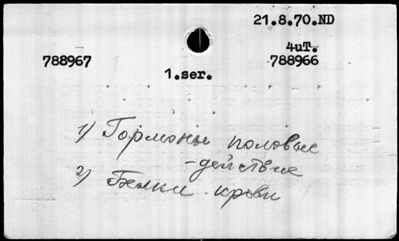 21.8.70.ND
4uT.
788967 788966
1.ser.
1) Гормоны половые
-действие
2) Белки крови